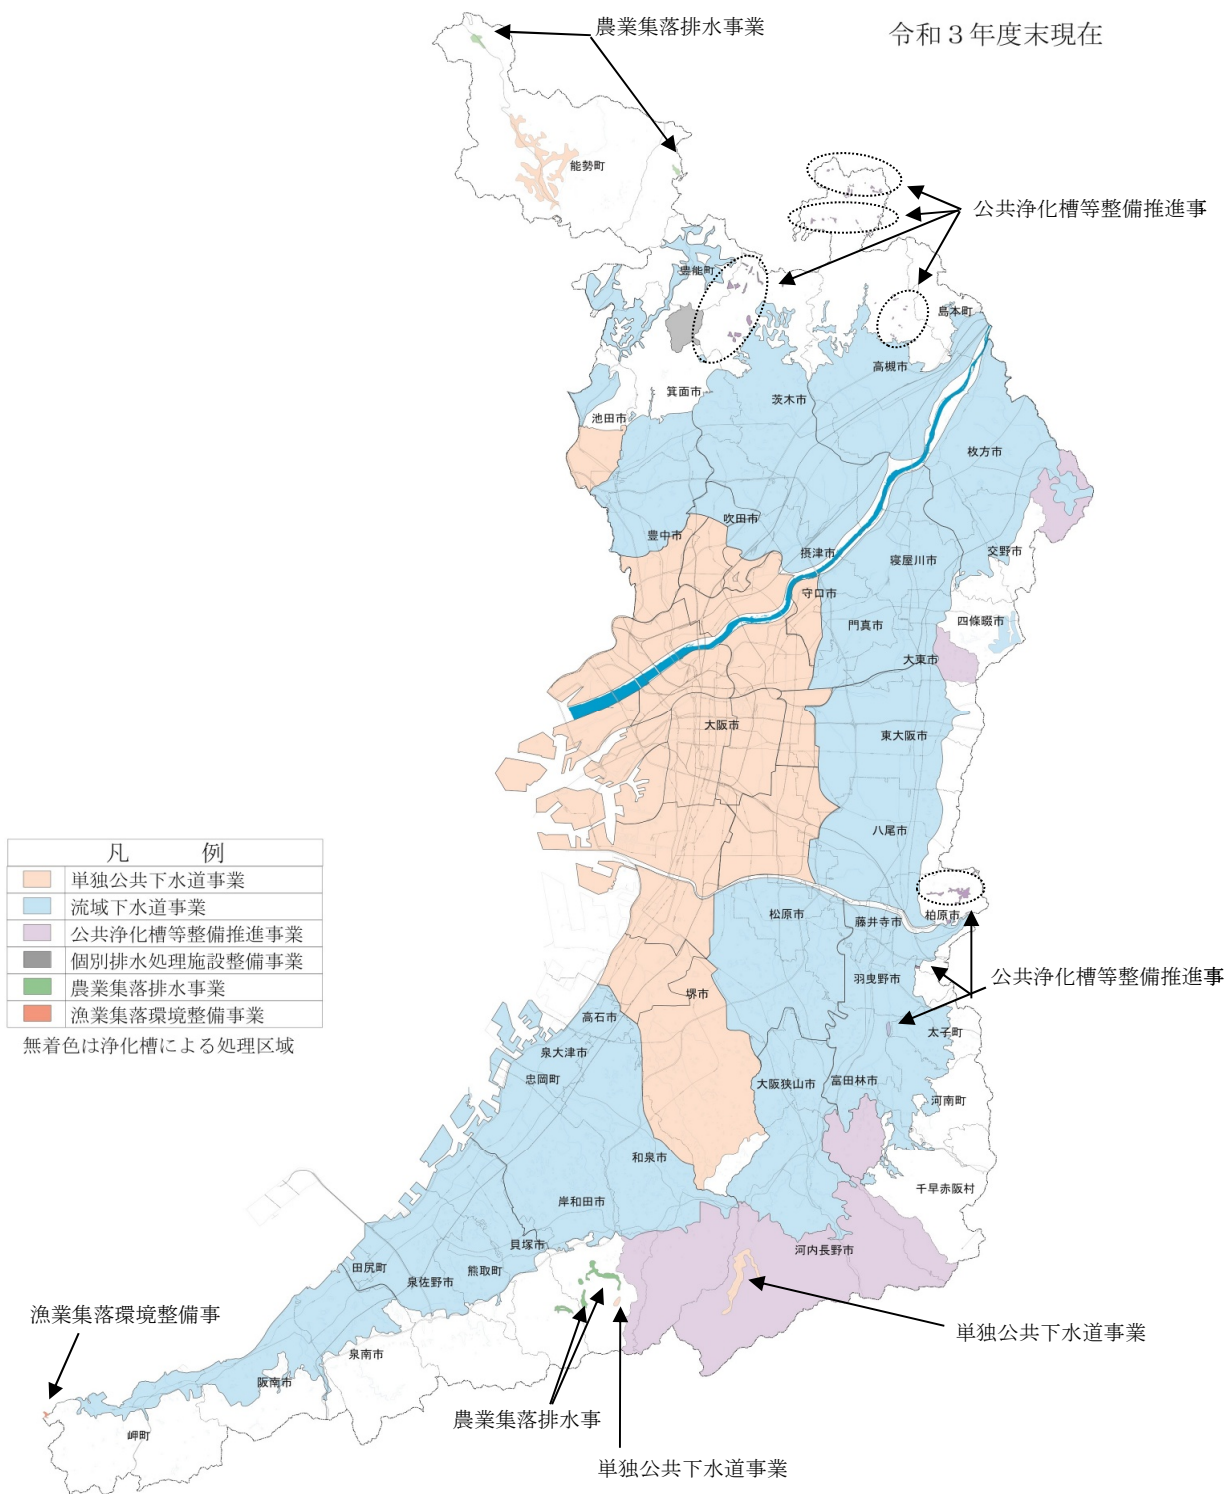 農業集落排水事業
令和３年度末現在
能勢町
公共浄化槽等整備推進事
豊能町
島本町
高槻市
箕面市
茨木市
池田市
枚方市
吹田市
豊中市
摂津市
交野市
寝屋川市
守口市
四條畷市
門真市
大東市
大阪市
東大阪市
八尾市
凡　例
単独公共下水道事業
流域下水道事業
公共浄化槽等整備推進事業
個別排水処理施設整備事業
農業集落排水事業
漁業集落環境整備事業
無着色は浄化槽による処理区域
松原市
柏原市
藤井寺市
羽曳野市
公共浄化槽等整備推進事
堺市
高石市
太子町
泉大津市
忠岡町
大阪狭山市
富田林市
河南町
和泉市
千早赤阪村
岸和田市
貝塚市
河内長野市
田尻町
熊取町
泉佐野市
漁業集落環境整備事
単独公共下水道事業
泉南市
阪南市
農業集落排水事
岬町
単独公共下水道事業